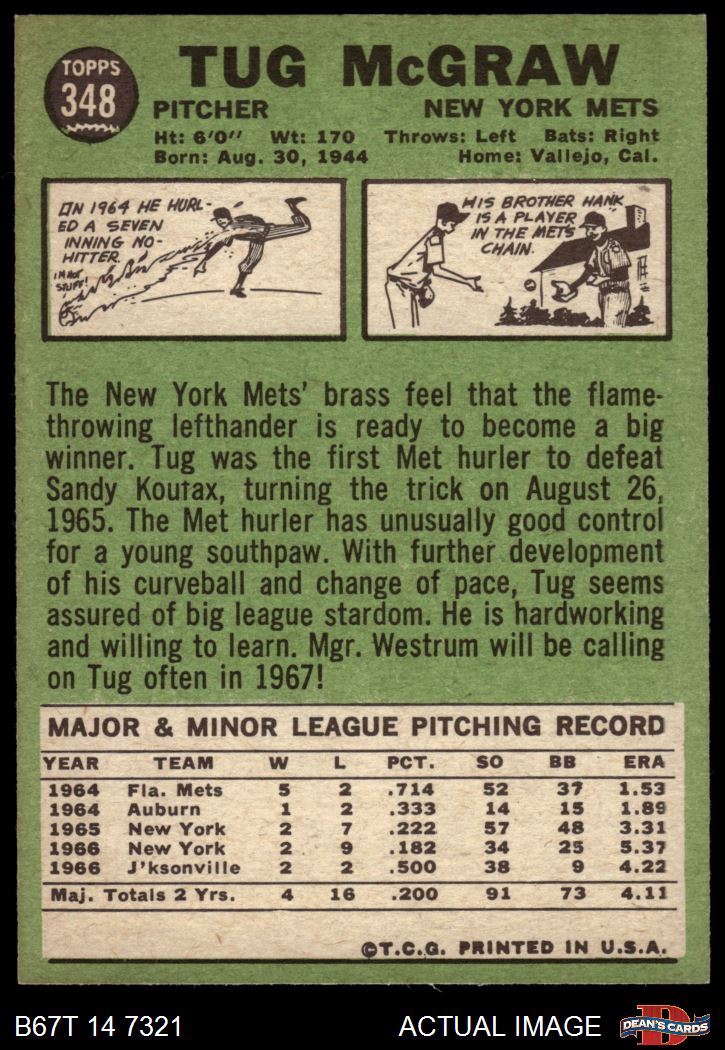 TOPPS
348
TUG McGRAW
PITCHER NEW YORK METS
Ht: 6'0" Wt: 170 Throws: Left Bats: Right
Born: Aug. 30, 1944 Home: Vallejo, Cal.
IN 1964 HE HURL-
ED A SEVEN
INNING NO-
HITTER.
I'M HOT
STUFF!
HIS BROTHER HANK
IS A PLAYER
IN THE METS
CHAIN.
The New York Mets' brass feel that the flame-
throwing lefthander is ready to become a big
winner. Tug was the first Met hurler to defeat
Sandy Koufax, turning the trick on August 26,
1965. The Met hurler has unusually good control
for a young southpaw. With further development
of his curveball and change of pace, Tug seems
assured of big league stardom. He is hardworking
and willing to learn. Mgr. Westrum will be calling
on Tug often in 1967!
MAJOR & MINOR LEAGUE PITCHING RECORD
YEAR TEAM W L PCT. SO BB ERA
1964 Fla. Mets 5 2 .714 52 37 1.53
1964 Auburn 1 2 .333 14 15 1.89
1965 New York 2 7 .222 57 48 3.31
1966 New York 2 9 .182 34 25 5.37
1966 J'ksonville 2 2 .500 38 9 4.22
Maj. Totals 2 Yrs. 4 16 .200 91 73 4.11
©T.C.G. PRINTED IN U.S.A.
B67T 14 7321 ACTUAL IMAGE D DEAN'S CARDS